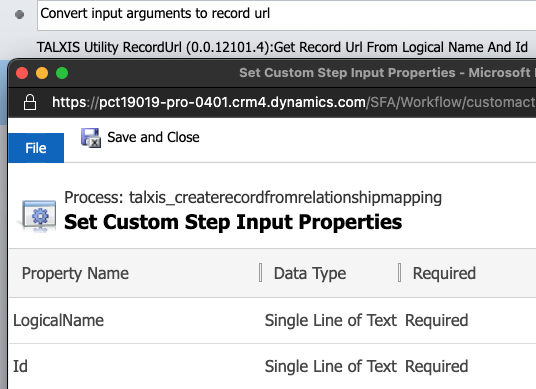 Convert input arguments to record url
TALXIS Utility RecordUrl (0.0.12101.4):Get Record Url From Logical Name And Id
Set Custom Step Input Properties - Microsoft
https://pct19019-pro-0401.crm4.dynamics.com/SFA/Workflow/customact
File
Save and Close
Process: talxis_createrecordfromrelationshipmapping
Set Custom Step Input Properties
Property Name Data Type Required
LogicalName Single Line of Text Required
Id Single Line of Text Required